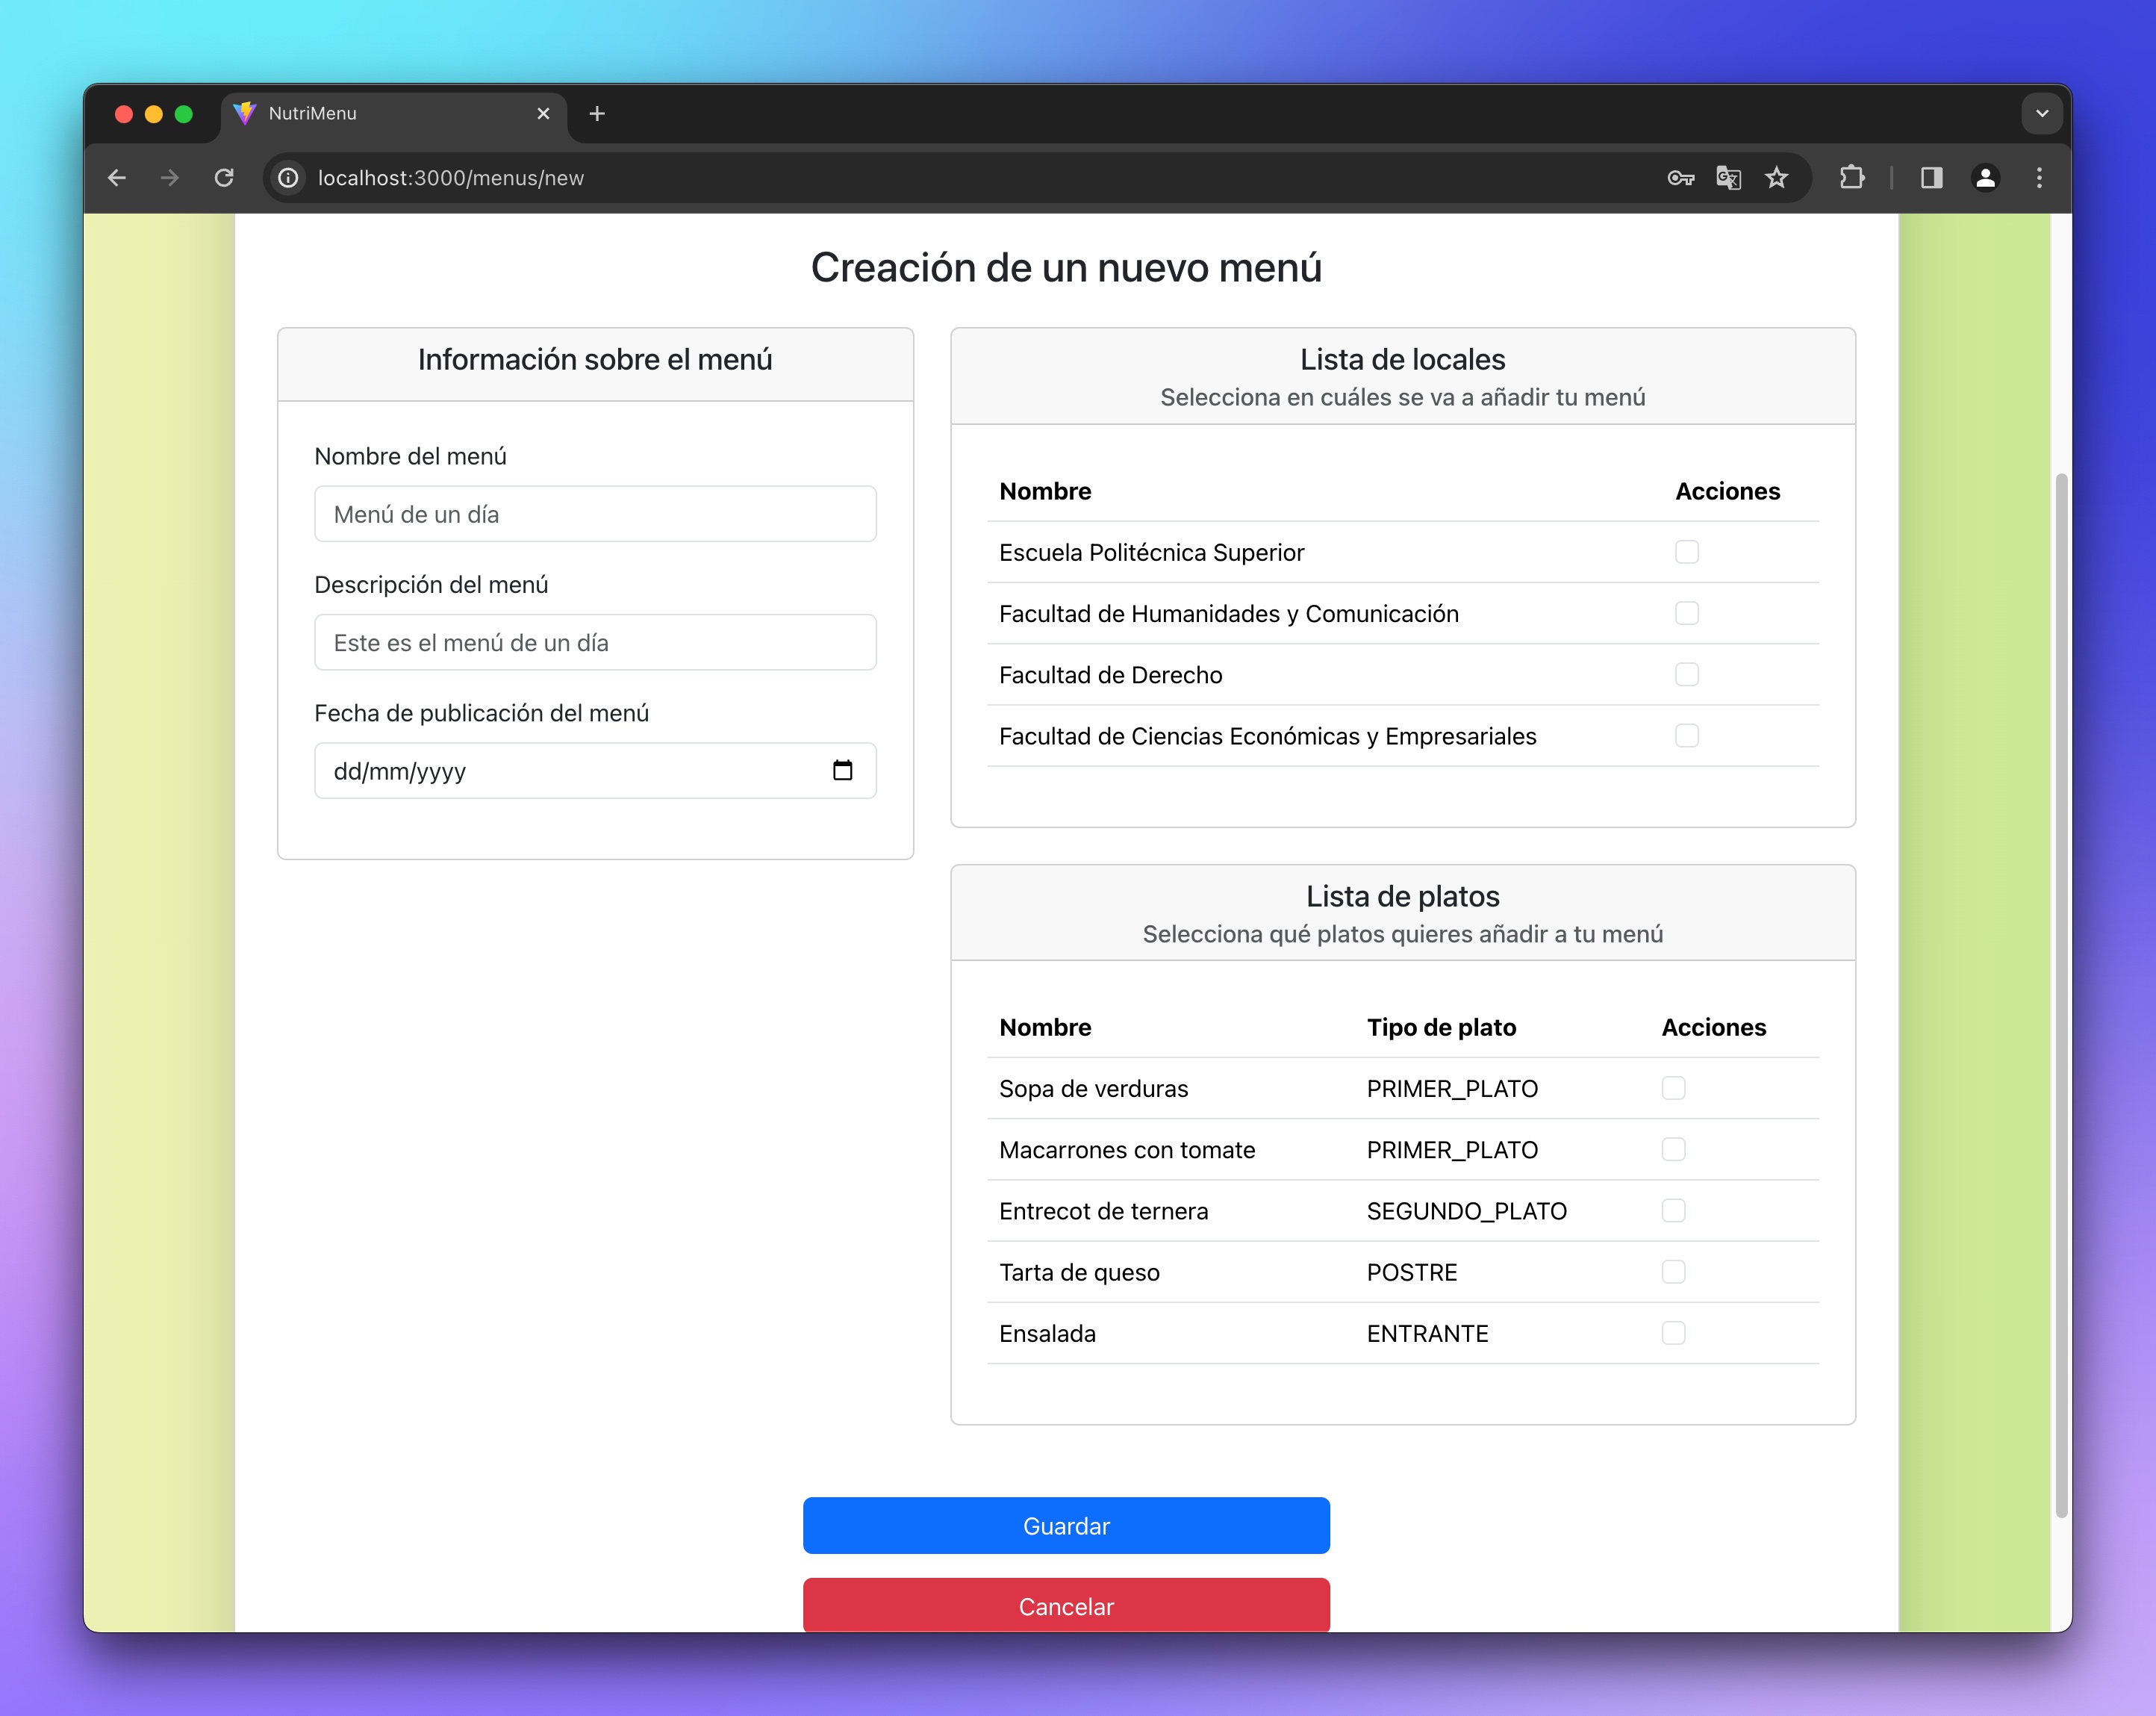 NutriMenu
localhost:3000/menus/new
Creación de un nuevo menú
Información sobre el menú
Nombre del menú
Menú de un día
Descripción del menú
Este es el menú de un día
Fecha de publicación del menú
dd/mm/yyyy
Lista de locales
Selecciona en cuáles se va a añadir tu menú
Nombre Acciones
Escuela Politécnica Superior
Facultad de Humanidades y Comunicación
Facultad de Derecho
Facultad de Ciencias Económicas y Empresariales
Lista de platos
Selecciona qué platos quieres añadir a tu menú
Nombre Tipo de plato Acciones
Sopa de verduras PRIMER_PLATO
Macarrones con tomate PRIMER_PLATO
Entrecot de ternera SEGUNDO_PLATO
Tarta de queso POSTRE
Ensalada ENTRANTE
Guardar
Cancelar